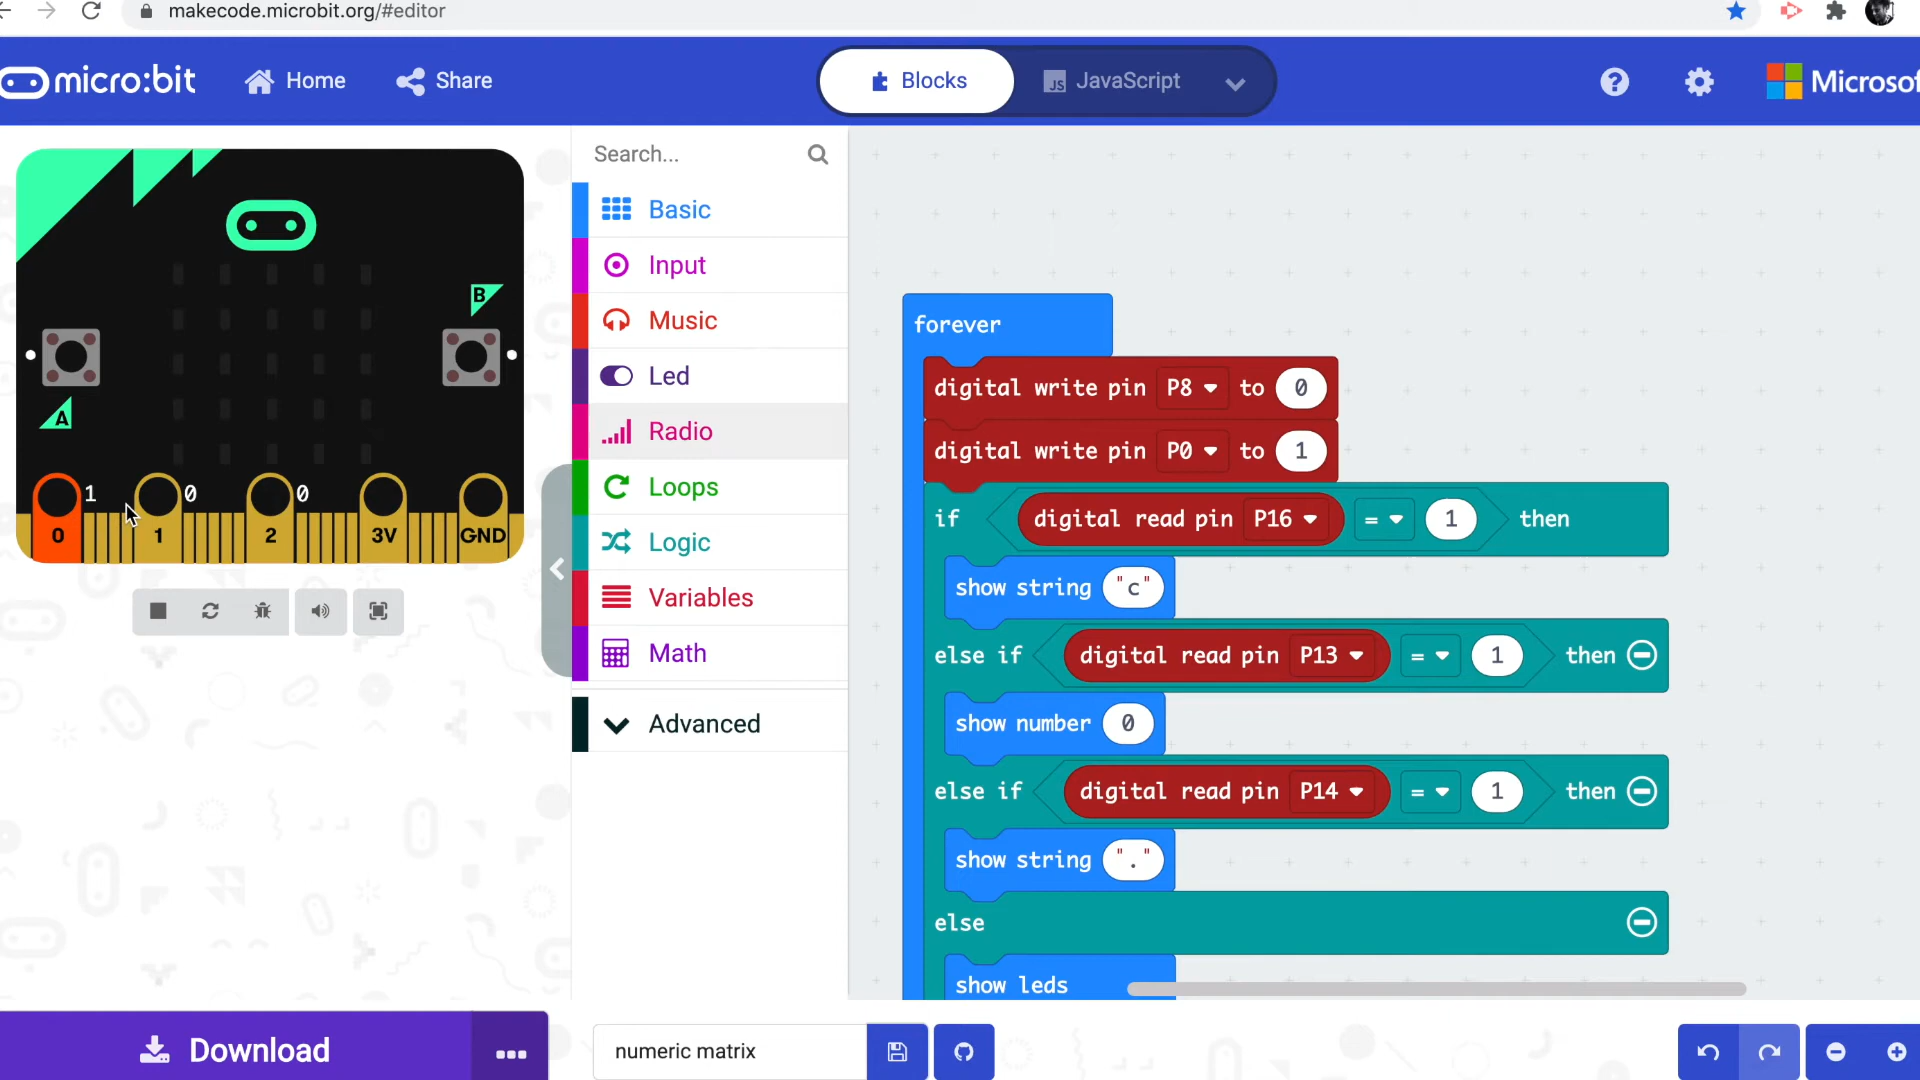 makecode.microbit.org/#editor
micro:bit
Home
Share
Blocks
JS
JavaScript
?
Microsof
Search...
Basic
Input
Music
Led
Radio
Loops
Logic
Variables
Math
Advanced
B
A
1
0
0
0
1
2
3V
GND
forever
digital write pin P8 to 0
digital write pin P0 to 1
if digital read pin P16 = 1 then
show string "c"
else if digital read pin P13 = 1 then
show number 0
else if digital read pin P14 = 1 then
show string "."
else
show leds
Download
...
numeric matrix